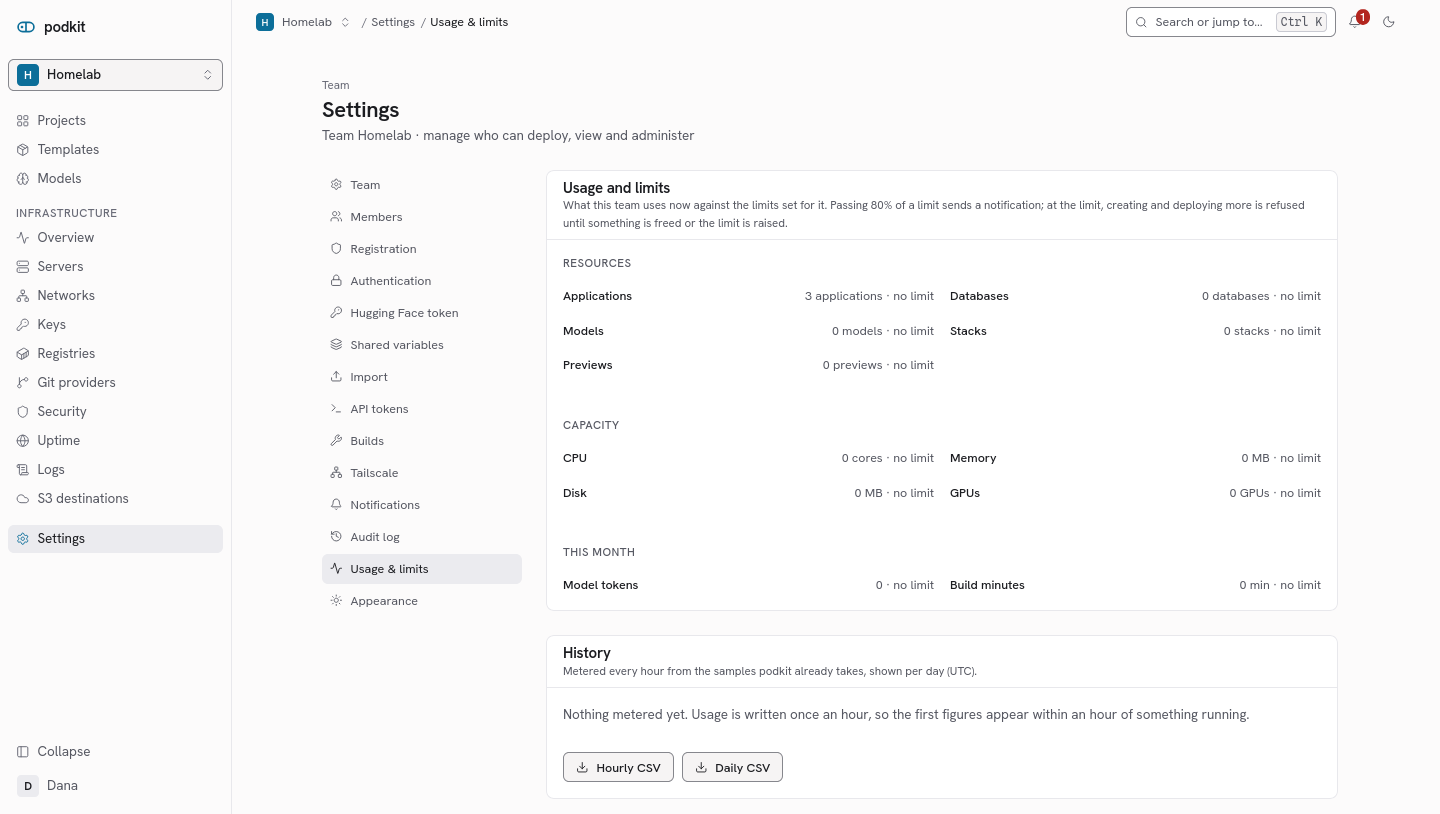 podkit
H Homelab
Projects
Templates
Models
INFRASTRUCTURE
Overview
Servers
Networks
Keys
Registries
Git providers
Security
Uptime
Logs
S3 destinations
Settings
Collapse
D Dana
H Homelab / Settings / Usage & limits
Search or jump to... Ctrl K
1
Team
Settings
Team Homelab · manage who can deploy, view and administer
Team
Members
Registration
Authentication
Hugging Face token
Shared variables
Import
API tokens
Builds
Tailscale
Notifications
Audit log
Usage & limits
Appearance
Usage and limits
What this team uses now against the limits set for it. Passing 80% of a limit sends a notification; at the limit, creating and deploying more is refused
until something is freed or the limit is raised.
RESOURCES
Applications 3 applications · no limit Databases 0 databases · no limit
Models 0 models · no limit Stacks 0 stacks · no limit
Previews 0 previews · no limit
CAPACITY
CPU 0 cores · no limit Memory 0 MB · no limit
Disk 0 MB · no limit GPUs 0 GPUs · no limit
THIS MONTH
Model tokens 0 · no limit Build minutes 0 min · no limit
History
Metered every hour from the samples podkit already takes, shown per day (UTC).
Nothing metered yet. Usage is written once an hour, so the first figures appear within an hour of something running.
Hourly CSV Daily CSV